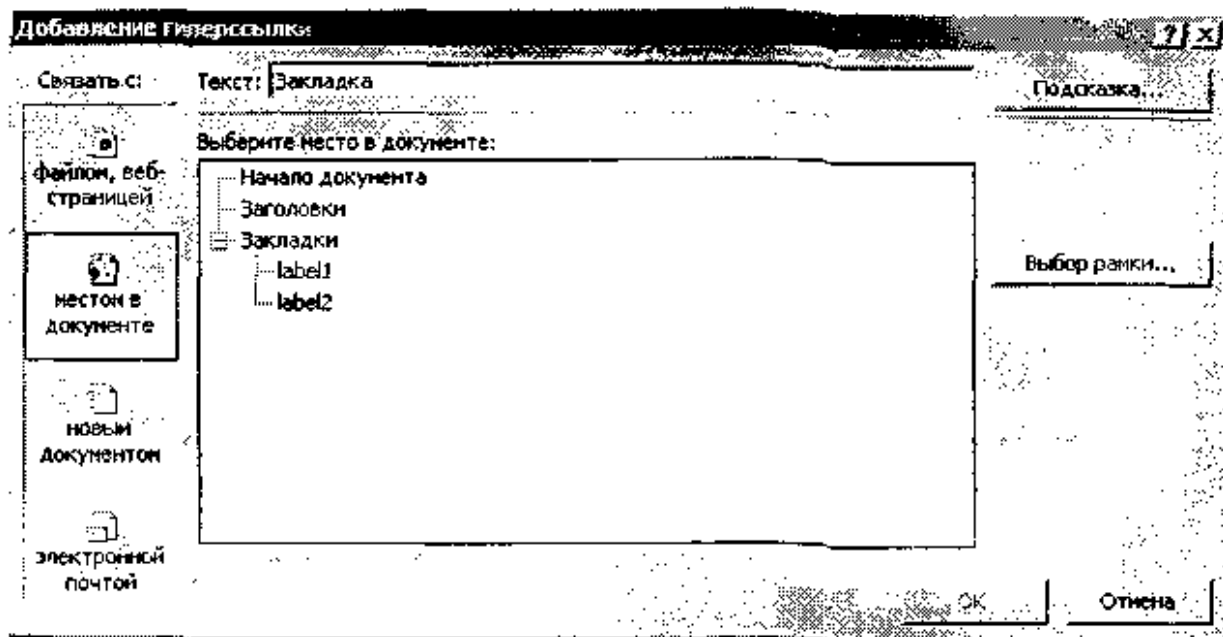 Добавление гиперссылки
Связать с:
Текст: Закладка
Подсказка...
Выберите место в документе:
файлом, веб-
страницей
Начало документа
Заголовки
Закладки
label1
label2
Выбор рамки...
местом в
документе
новым
документом
электронной
почтой
ОК
Отмена